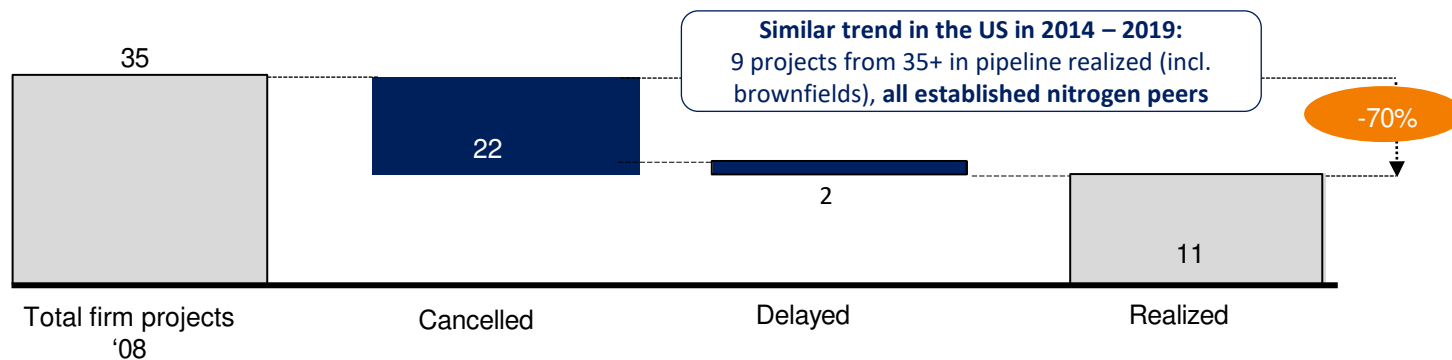 Similar trend in the US in 2014 – 2019:
9 projects from 35+ in pipeline realized (incl.
brownfields), all established nitrogen peers
35
-70%
22
2
11
Total firm projects
‘08
Cancelled
Delayed
Realized